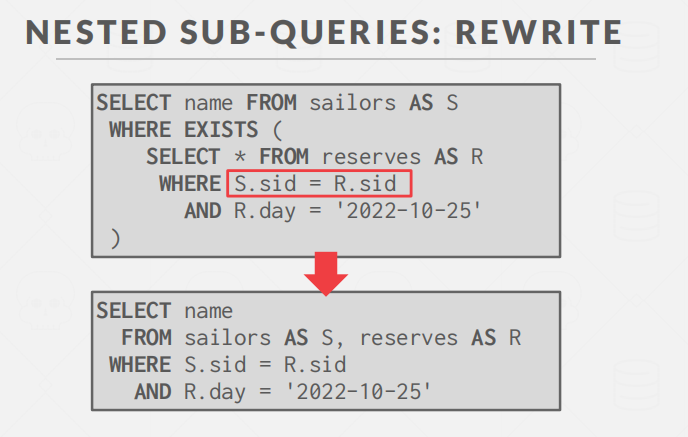 NESTED SUB-QUERIES: REWRITE
SELECT name FROM sailors AS S
WHERE EXISTS (
SELECT * FROM reserves AS R
WHERE S.sid = R.sid
AND R.day = '2022-10-25'
)
SELECT name
FROM sailors AS S, reserves AS R
WHERE S.sid = R.sid
AND R.day = '2022-10-25'